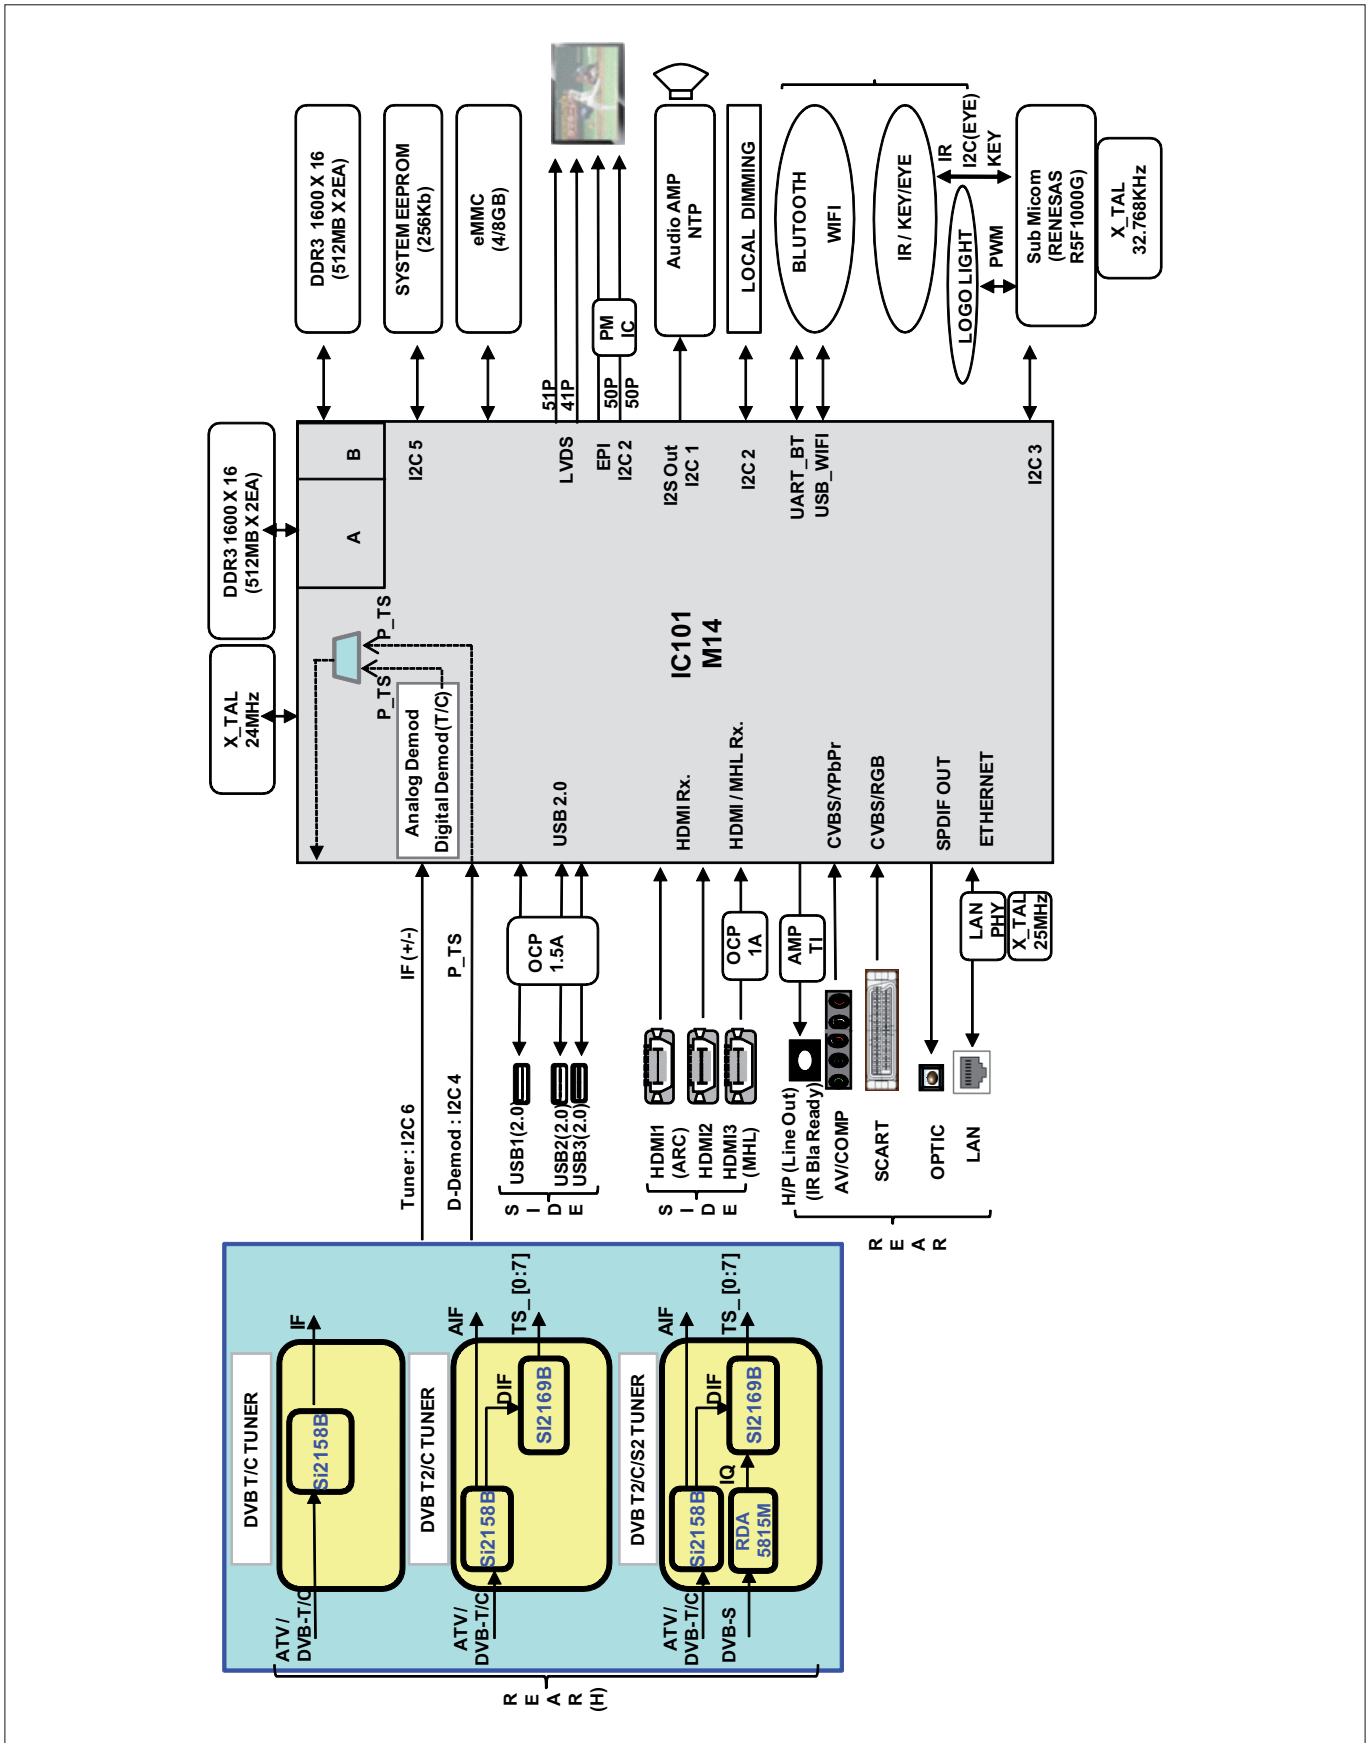 REAR
(H)
DVB T/C TUNER
ATV /
DVB-T/C
Si2158B
IF
DVB T2/C TUNER
ATV /
DVB-T/C
Si2158B
DIF
SI2169B
AIF
TS_ [0:7]
DVB T2/C/S2 TUNER
ATV /
DVB-T/C
DVB-S
Si2158B
RDA
5815M
IQ
DIF
SI2169B
AIF
TS_ [0:7]
Tuner : I2C 6
IF (+/-)
D-Demod : I2C 4
P_TS
SIDE
USB1(2.0)
USB2(2.0)
USB3(2.0)
OCP
1.5A
SIDE
HDMI1
(ARC)
HDMI2
HDMI3
(MHL)
OCP
1A
REAR
H/P (Line Out)
(IR Bla Ready)
AV/COMP
SCART
OPTIC
LAN
AMP
TI
LAN
PHY
X_TAL
25MHz
X_TAL
24MHz
DDR3 1600 X 16
(512MB X 2EA)
Analog Demod
Digital Demod(T/C)
P_TS
P_TS
A
B
USB 2.0
HDMI Rx.
HDMI / MHL Rx.
CVBS/YPbPr
CVBS/RGB
SPDIF OUT
ETHERNET
IC101
M14
I2C 5
LVDS
EPI
I2C 2
I2S Out
I2C 1
I2C 2
UART_BT
USB_WIFI
I2C 3
51P
41P
50P
50P
PM
IC
DDR3 1600 X 16
(512MB X 2EA)
SYSTEM EEPROM
(256Kb)
eMMC
(4/8GB)
Audio AMP
NTP
LOCAL DIMMING
BLUTOOTH
WIFI
IR / KEY/EYE
LOGO LIGHT
IR
I2C(EYE)
KEY
PWM
Sub Micom
(RENESAS
R5F1000G)
X_TAL
32.768KHz